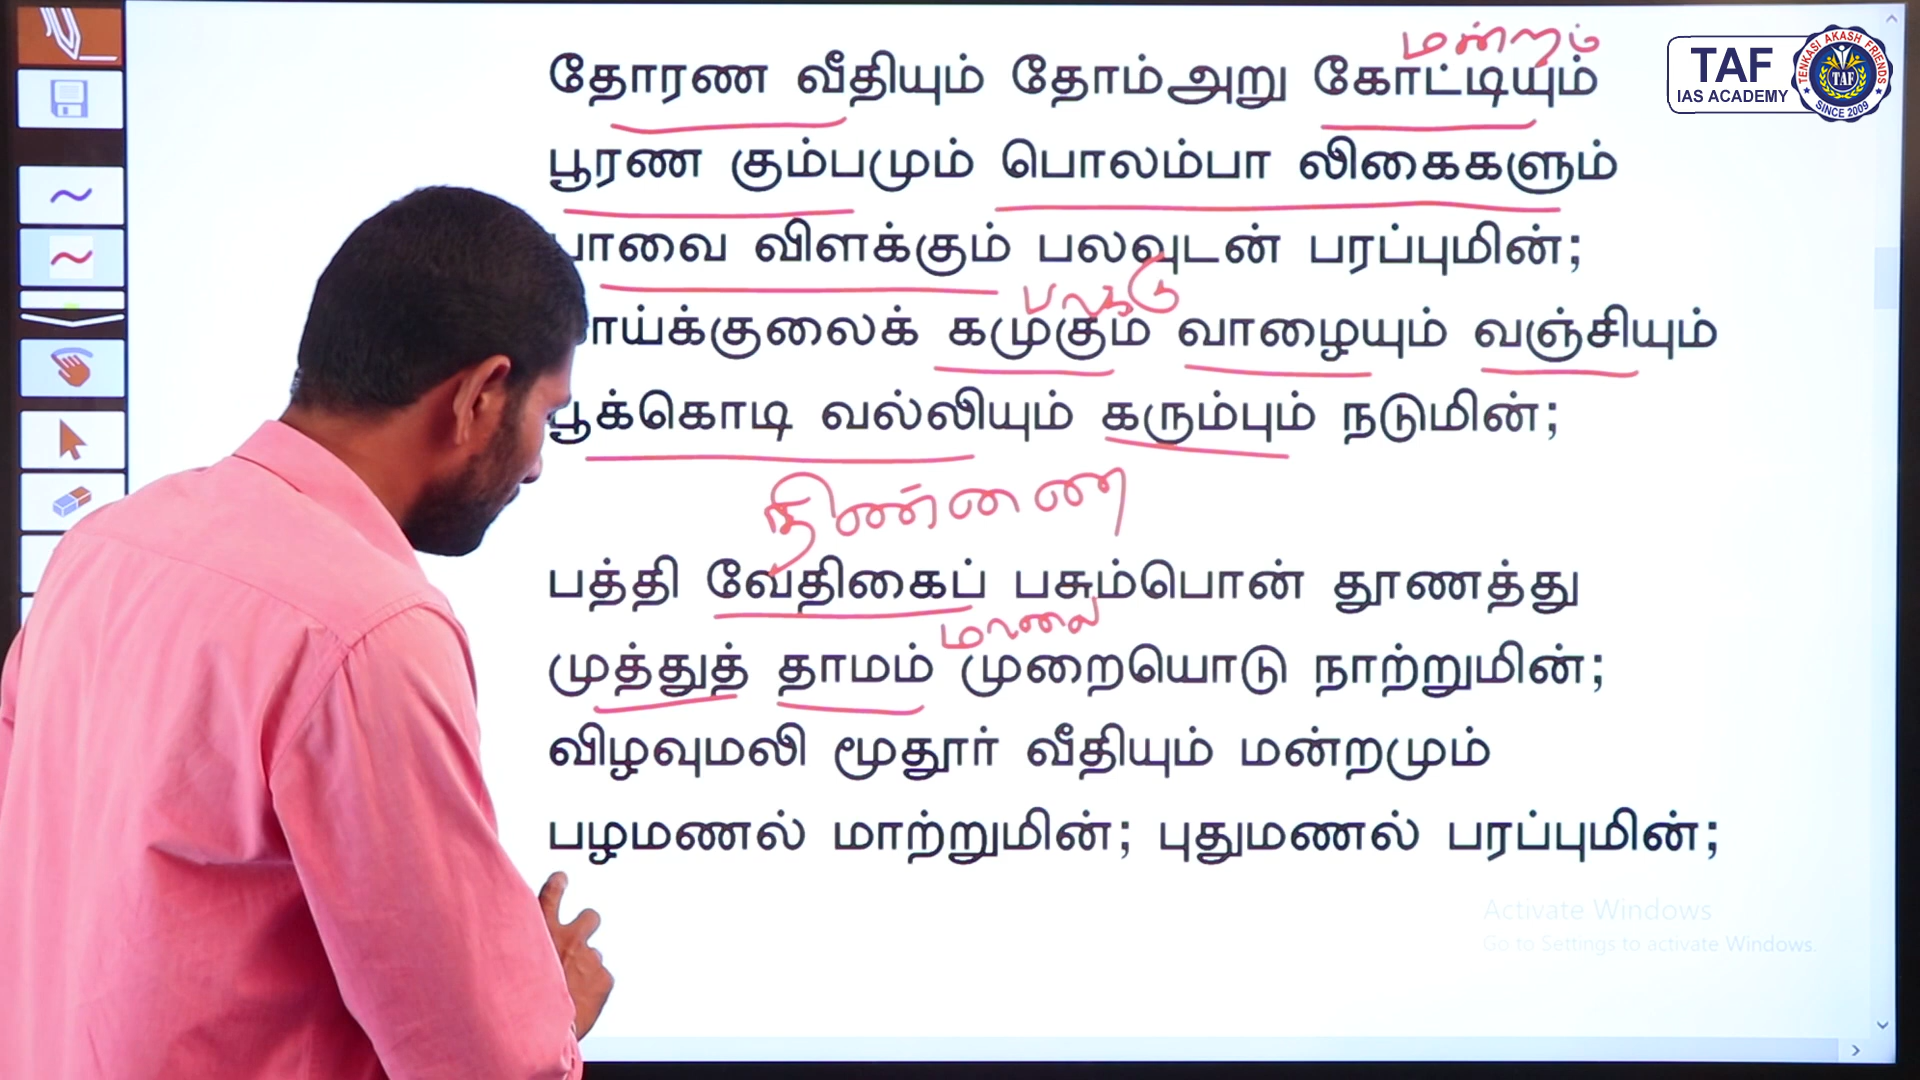 மன்றம்
தோரண வீதியும் தோம்அறு கோட்டியும்
பூரண கும்பமும் பொலம்பா லிகைகளும்
பாவை விளக்கும் பலவுடன் பரப்புமின்;
காய்க்குலைக் கமுகும் வாழையும் வஞ்சியும்
பூக்கொடி வல்லியும் கரும்பும் நடுமின்;
திண்ணை
பத்தி வேதிகைப் பசும்பொன் தூணத்து
மாலை
முத்துத் தாமம் முறையொடு நாற்றுமின்;
விழவுமலி மூதூர் வீதியும் மன்றமும்
பழமணல் மாற்றுமின்; புதுமணல் பரப்புமின்;
TAF
IAS ACADEMY
TENKASI AKASH FRIENDS
TAF
SINCE 2009
Activate Windows
Go to Settings to activate Windows.